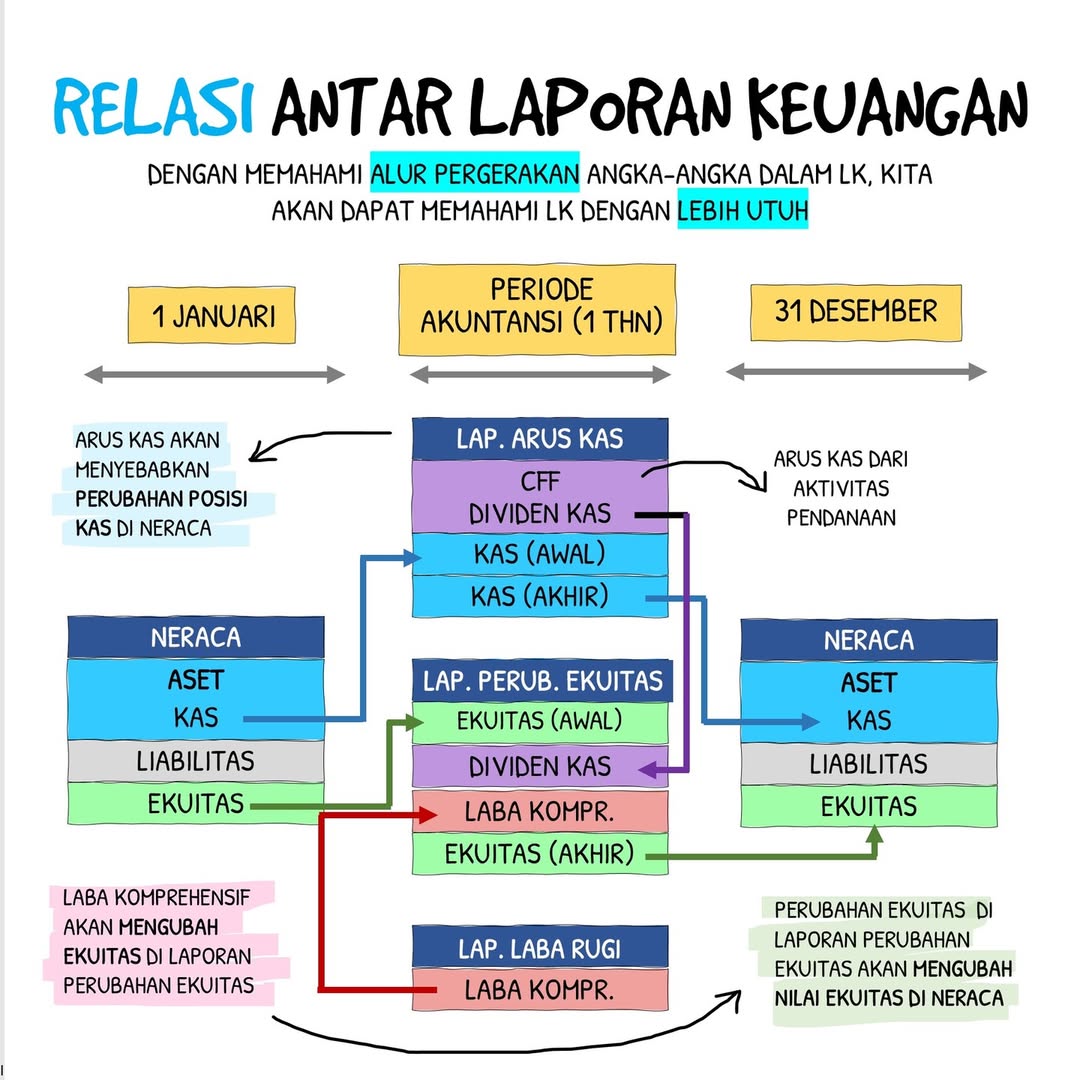 RELASI ANTAR LAPORAN KEUANGAN
DENGAN MEMAHAMI ALUR PERGERAKAN ANGKA-ANGKA DALAM LK, KITA
AKAN DAPAT MEMAHAMI LK DENGAN LEBIH UTUH
1 JANUARI
PERIODE
AKUNTANSI (1 THN)
31 DESEMBER
ARUS KAS AKAN
MENYEBABKAN
PERUBAHAN POSISI
KAS DI NERACA
LAP. ARUS KAS
CFF
DIVIDEN KAS
KAS (AWAL)
KAS (AKHIR)
ARUS KAS DARI
AKTIVITAS
PENDANAAN
NERACA
ASET
KAS
LIABILITAS
EKUITAS
LAP. PERUB. EKUITAS
EKUITAS (AWAL)
DIVIDEN KAS
LABA KOMPR.
EKUITAS (AKHIR)
NERACA
ASET
KAS
LIABILITAS
EKUITAS
LABA KOMPREHENSIF
AKAN MENGUBAH
EKUITAS DI LAPORAN
PERUBAHAN EKUITAS
LAP. LABA RUGI
LABA KOMPR.
PERUBAHAN EKUITAS DI
LAPORAN PERUBAHAN
EKUITAS AKAN MENGUBAH
NILAI EKUITAS DI NERACA